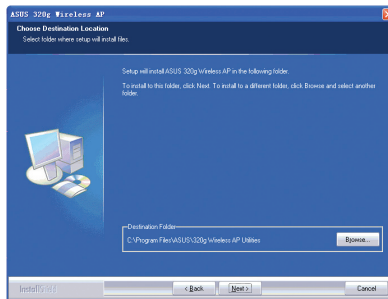 ASUS 320g Wireless AP
Choose Destination Location
Select folder where setup will install files.
Setup will install ASUS 320g Wireless AP in the following folder.
To install to this folder, click Next. To install to a different folder, click Browse and select another
folder.
Destination Folder
C:\Program Files\ASUS\320g Wireless AP Utilities
Browse...
InstallShield
< Back
Next >
Cancel